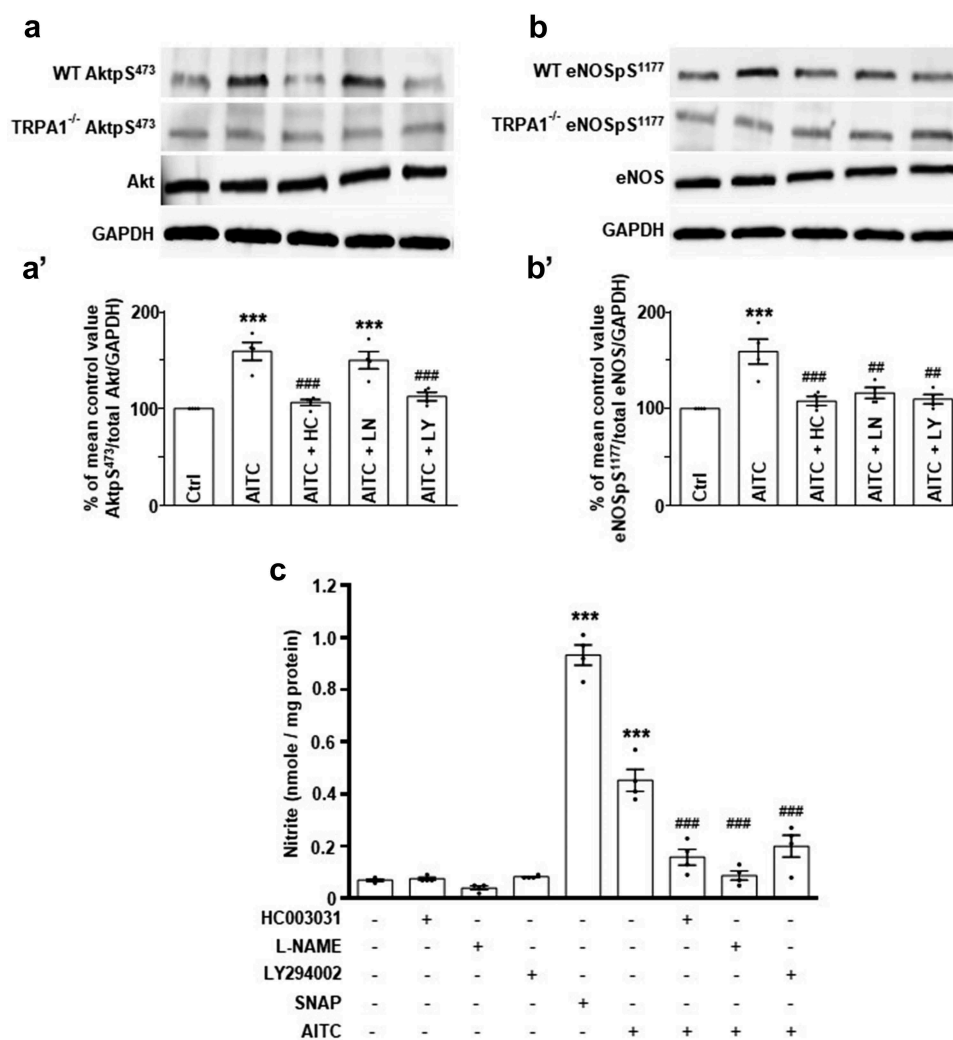 a
WT AktpS473
TRPA1-/- AktpS473
Akt
GAPDH
b
WT eNOSpS1177
TRPA1-/- eNOSpS1177
eNOS
GAPDH
a'
% of mean control value
AktpS473/total Akt/GAPDH)
200
100
0
***
###
***
###
Ctrl
AITC
AITC + HC
AITC + LN
AITC + LY
b'
% of mean control value
eNOSpS1177/total eNOS/GAPDH)
200
100
0
***
###
##
##
Ctrl
AITC
AITC + HC
AITC + LN
AITC + LY
c
Nitrite (nmole / mg protein)
1.2
1.0
0.8
0.6
0.4
0.2
0
***
***
###
###
###
HC003031 - + - - - - + - -
L-NAME - - + - - - - + -
LY294002 - - - + - - - - +
SNAP - - - - + - - - -
AITC - - - - - + + + +